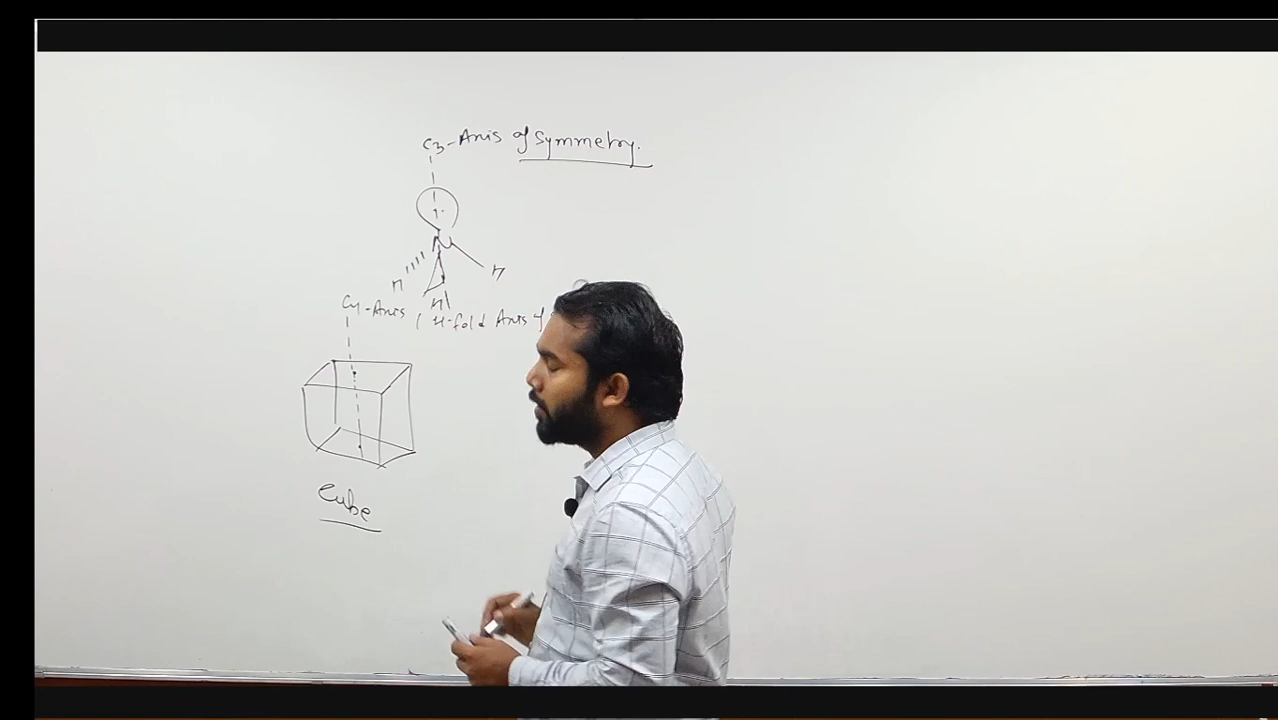 C3-Axis of Symmetry.
N
H
H
H
C4-Axis ( 4-fold Axis of
Cube